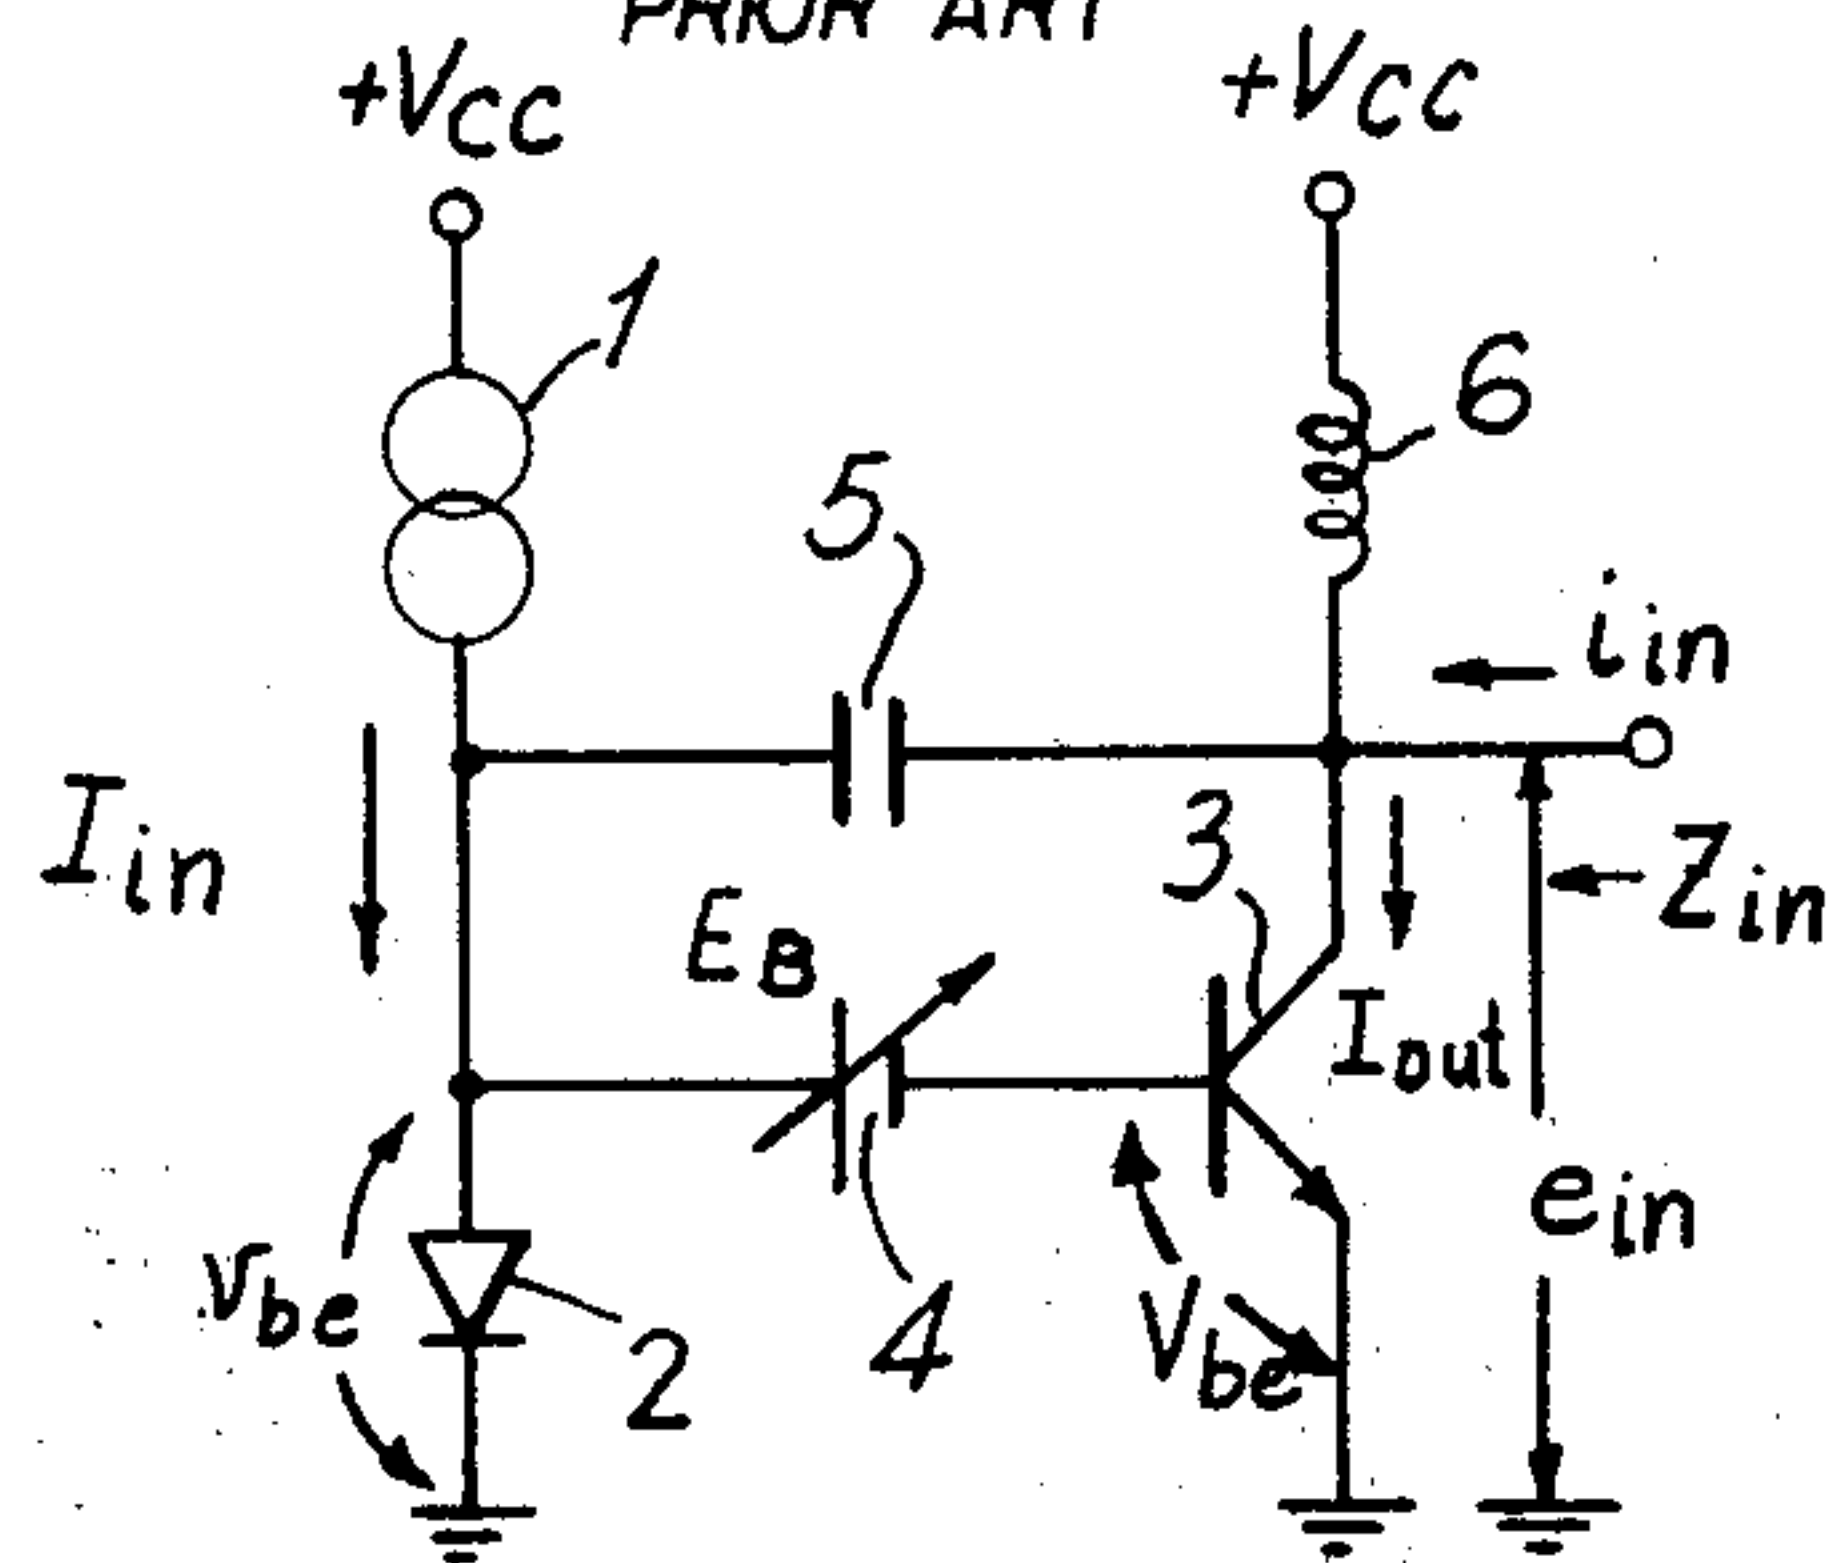 PRIOR ART
+VCC
+VCC
1
6
5
iin
Iin
3
Zin
EB
Iout
ein
Vbe
4
Vbe
2